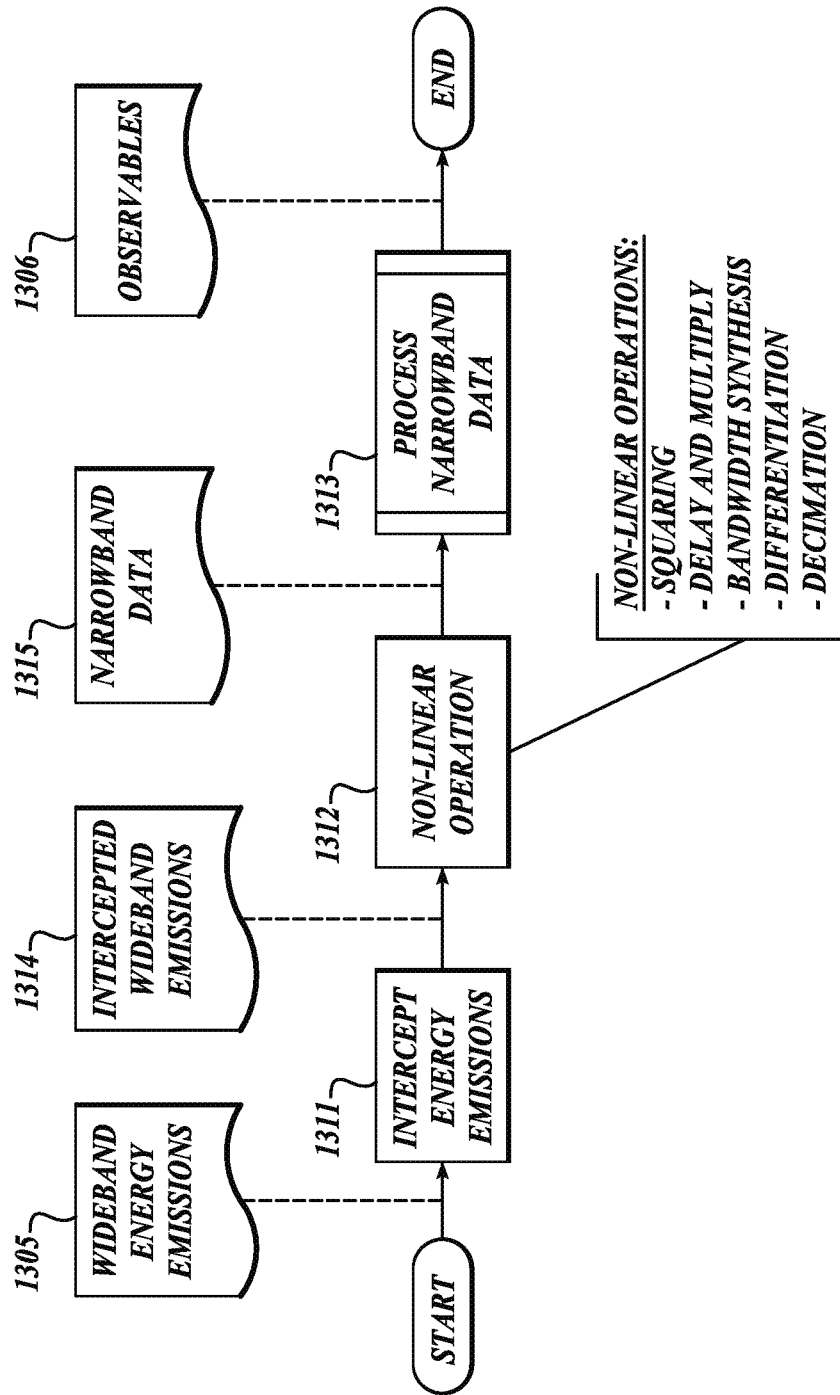 1305
WIDEBAND
ENERGY
EMISSIONS
1314
INTERCEPTED
WIDEBAND
EMISSIONS
1315
NARROWBAND
DATA
1306
OBSERVABLES
START
1311
INTERCEPT
ENERGY
EMISSIONS
1312
NON-LINEAR
OPERATION
1313
PROCESS
NARROWBAND
DATA
END
NON-LINEAR OPERATIONS:
- SQUARING
- DELAY AND MULTIPLY
- BANDWIDTH SYNTHESIS
- DIFFERENTIATION
- DECIMATION